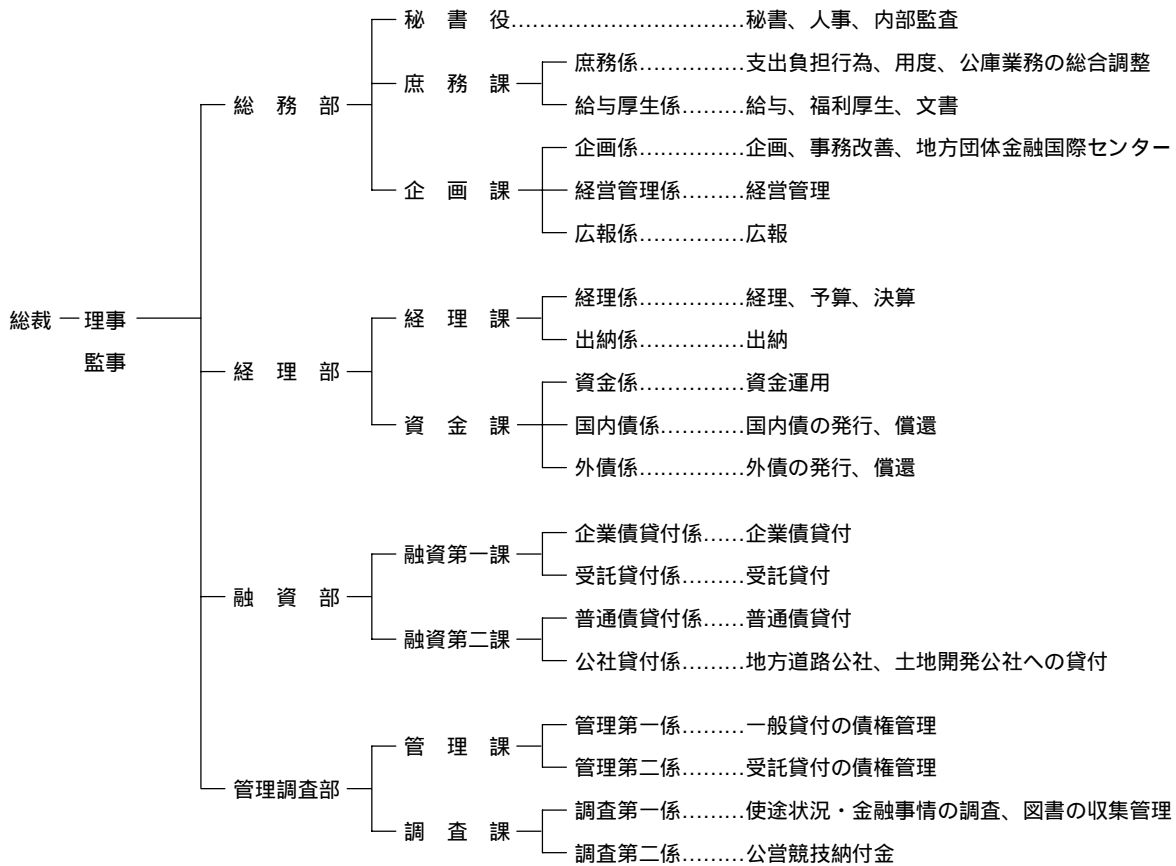 秘書役……………………………秘書、人事、内部監査
庶務課
庶務係……………支出負担行為、用度、公庫業務の総合調整
給与厚生係………給与、福利厚生、文書
総務部
企画課
企画係……………企画、事務改善、地方団体金融国際センター
経営管理係………経営管理
広報係……………広報
総裁
理事
監事
経理部
経理課
経理係……………経理、予算、決算
出納係……………出納
資金課
資金係……………資金運用
国内債係…………国内債の発行、償還
外債係……………外債の発行、償還
融資部
融資第一課
企業債貸付係……企業債貸付
受託貸付係………受託貸付
融資第二課
普通債貸付係……普通債貸付
公社貸付係………地方道路公社、土地開発公社への貸付
管理調査部
管理課
管理第一係………一般貸付の債権管理
管理第二係………受託貸付の債権管理
調査課
調査第一係………使途状況・金融事情の調査、図書の収集管理
調査第二係………公営競技納付金